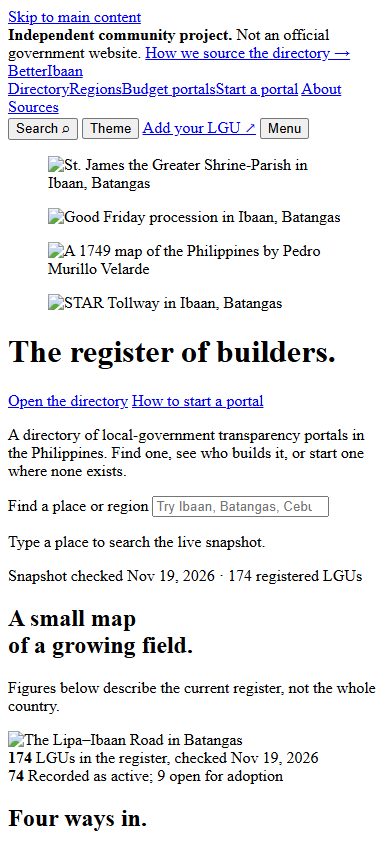 Skip to main content
Independent community project. Not an official
government website. How we source the directory →
BetterIbaan
DirectoryRegionsBudget portalsStart a portal About
Sources
Search ⌕ Theme Add your LGU ↗ Menu
St. James the Greater Shrine-Parish in
Ibaan, Batangas
Good Friday procession in Ibaan, Batangas
A 1749 map of the Philippines by Pedro
Murillo Velarde
STAR Tollway in Ibaan, Batangas
The register of builders.
Open the directory How to start a portal
A directory of local-government transparency portals in
the Philippines. Find one, see who builds it, or start one
where none exists.
Find a place or region Try Ibaan, Batangas, Cebu
Type a place to search the live snapshot.
Snapshot checked Nov 19, 2026 · 174 registered LGUs
A small map
of a growing field.
Figures below describe the current register, not the whole
country.
The Lipa–Ibaan Road in Batangas
174 LGUs in the register, checked Nov 19, 2026
74 Recorded as active; 9 open for adoption
Four ways in.